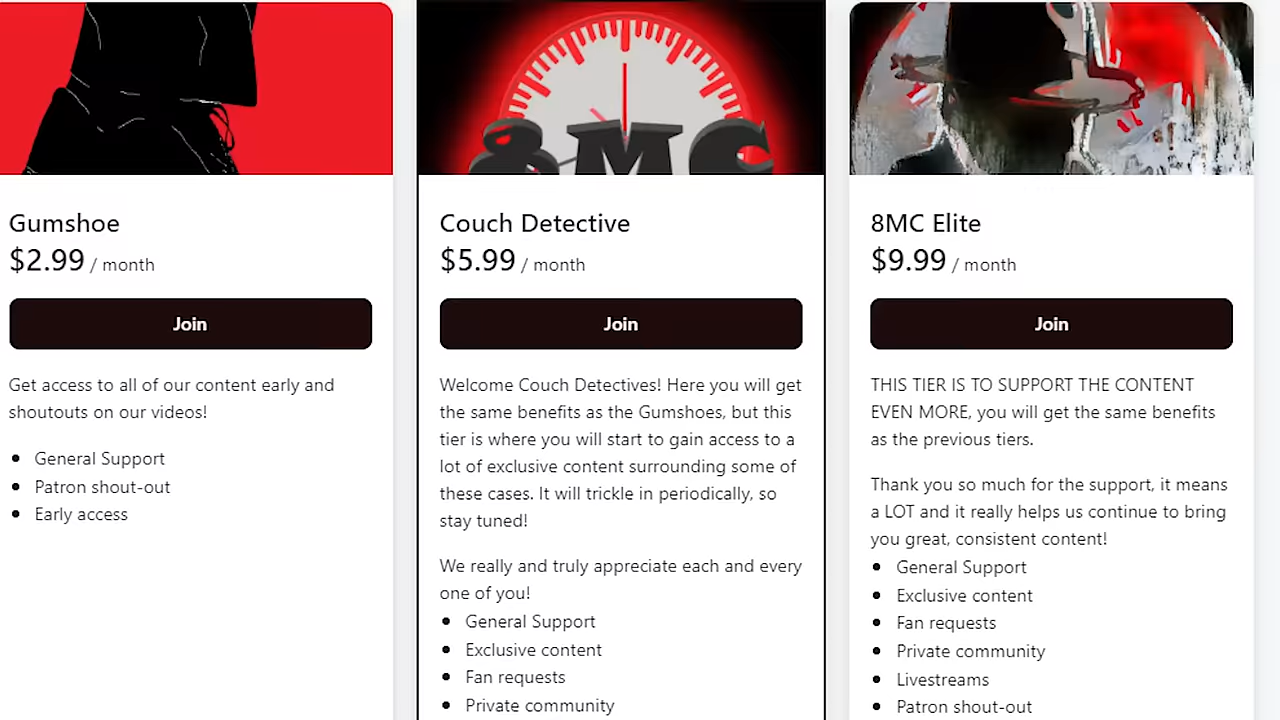 8MC
Gumshoe
$2.99 / month
Join
Get access to all of our content early and
shoutouts on our videos!
General Support
Patron shout-out
Early access
Couch Detective
$5.99 / month
Join
Welcome Couch Detectives! Here you will get
the same benefits as the Gumshoes, but this
tier is where you will start to gain access to a
lot of exclusive content surrounding some of
these cases. It will trickle in periodically, so
stay tuned!
We really and truly appreciate each and every
one of you!
General Support
Exclusive content
Fan requests
Private community
8MC Elite
$9.99 / month
Join
THIS TIER IS TO SUPPORT THE CONTENT
EVEN MORE, you will get the same benefits
as the previous tiers.
Thank you so much for the support, it means
a LOT and it really helps us continue to bring
you great, consistent content!
General Support
Exclusive content
Fan requests
Private community
Livestreams
Patron shout-out